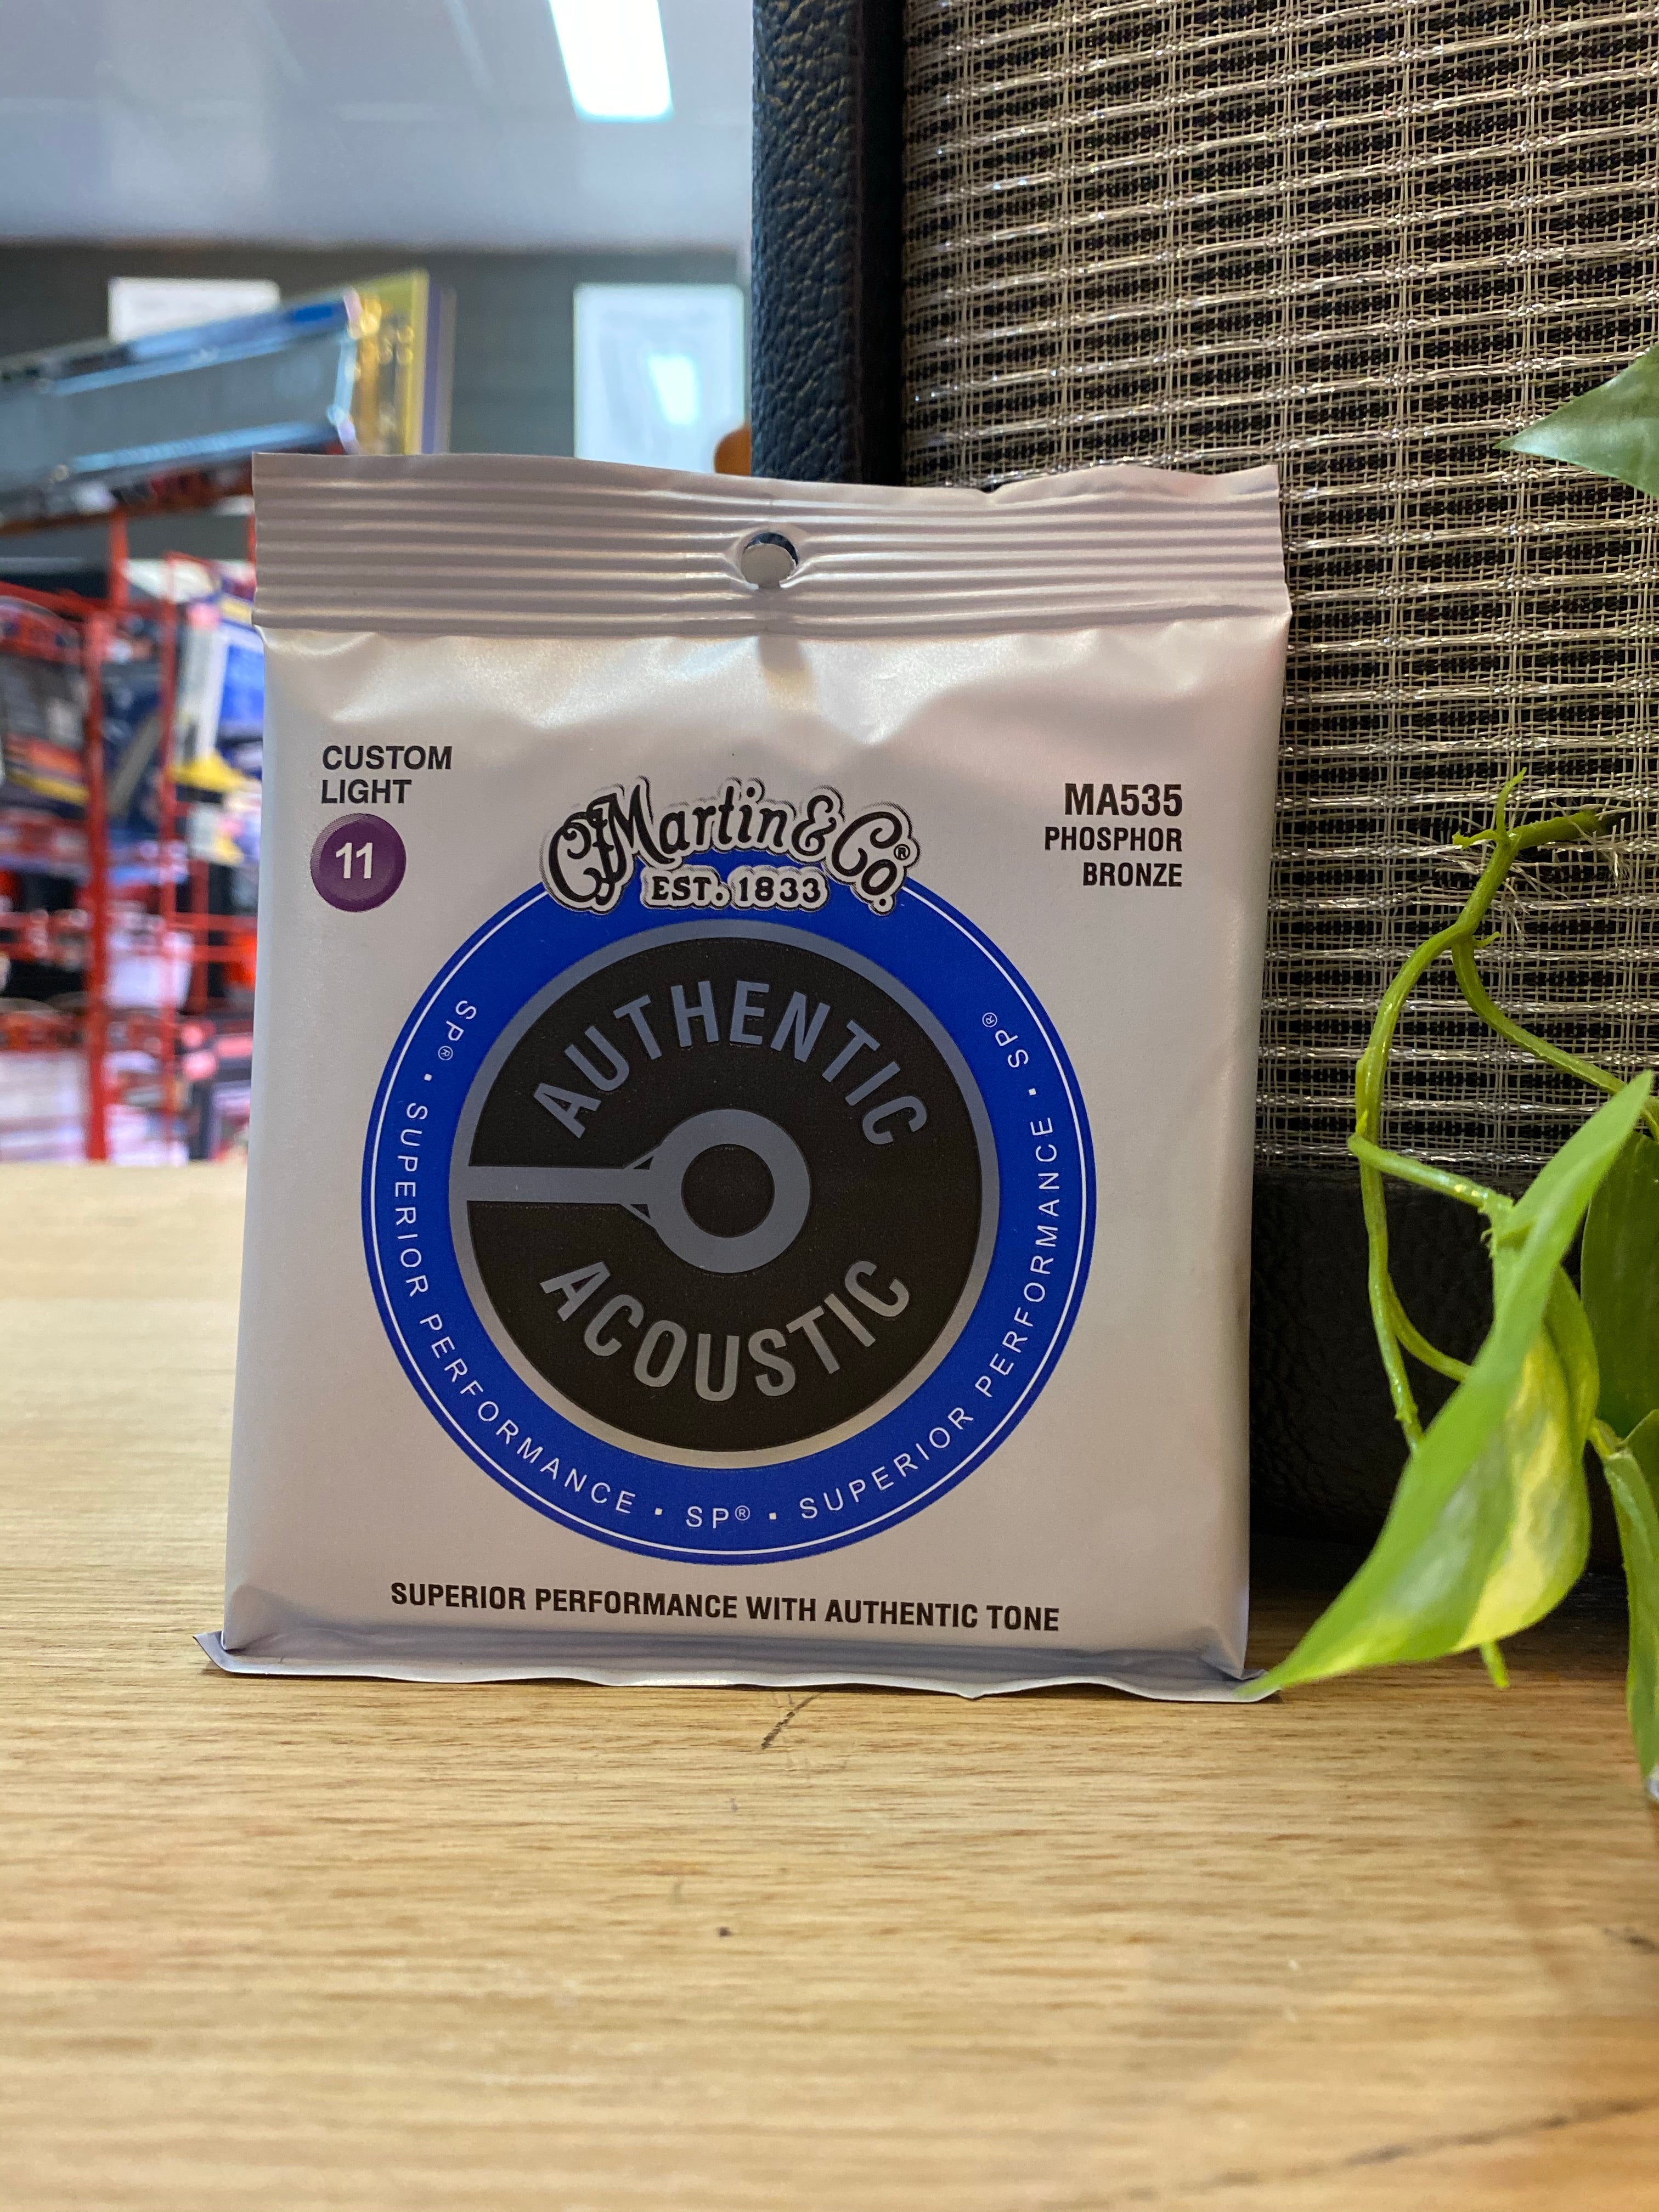 CUSTOM
LIGHT
11
CFMartin & Co.®
EST. 1833
MA535
PHOSPHOR
BRONZE
AUTHENTIC
ACOUSTIC
SP® • SUPERIOR PERFORMANCE • SP® • SUPERIOR PERFORMANCE • SP®
SUPERIOR PERFORMANCE WITH AUTHENTIC TONE